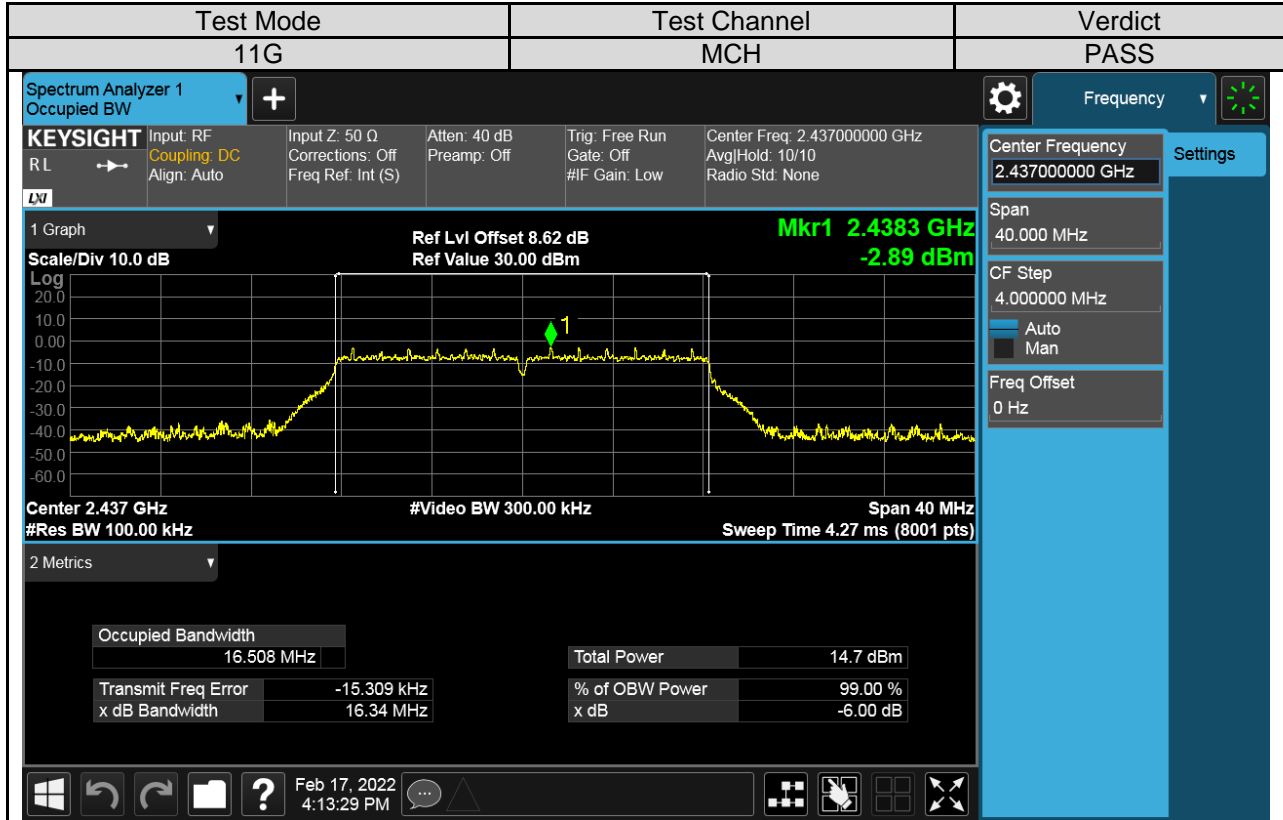 Test Mode Test Channel Verdict
11G MCH PASS
Spectrum Analyzer 1
Occupied BW
Frequency
KEYSIGHT Input: RF Input Z: 50 Ω Atten: 40 dB Trig: Free Run Center Freq: 2.437000000 GHz
RL Coupling: DC Corrections: Off Preamp: Off Gate: Off Avg|Hold: 10/10
Align: Auto Freq Ref: Int (S) #IF Gain: Low Radio Std: None
LXI
Center Frequency Settings
2.437000000 GHz
Span
40.000 MHz
CF Step
4.000000 MHz
Auto
Man
Freq Offset
0 Hz
1 Graph Ref Lvl Offset 8.62 dB Mkr1 2.4383 GHz
Scale/Div 10.0 dB Ref Value 30.00 dBm -2.89 dBm
Log
20.0
10.0
0.00
-10.0
-20.0
-30.0
-40.0
-50.0
-60.0
1
Center 2.437 GHz #Video BW 300.00 kHz Span 40 MHz
#Res BW 100.00 kHz Sweep Time 4.27 ms (8001 pts)
2 Metrics
Occupied Bandwidth
16.508 MHz Total Power 14.7 dBm
Transmit Freq Error -15.309 kHz % of OBW Power 99.00 %
x dB Bandwidth 16.34 MHz x dB -6.00 dB
? Feb 17, 2022
4:13:29 PM